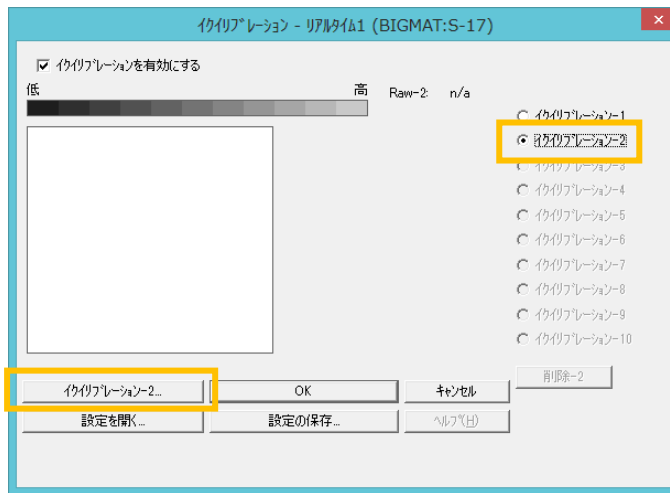 イクイリブレーション - リアルタイム1 (BIGMAT:S-17)
イクイリブレーションを有効にする
低
高
Raw-2: n/a
イクイリブレーション-1
イクイリブレーション-2
イクイリブレーション-3
イクイリブレーション-4
イクイリブレーション-5
イクイリブレーション-6
イクイリブレーション-7
イクイリブレーション-8
イクイリブレーション-9
イクイリブレーション-10
削除-2
イクイリブレーション-2...
OK
キャンセル
設定を開く...
設定の保存...
ヘルプ(H)